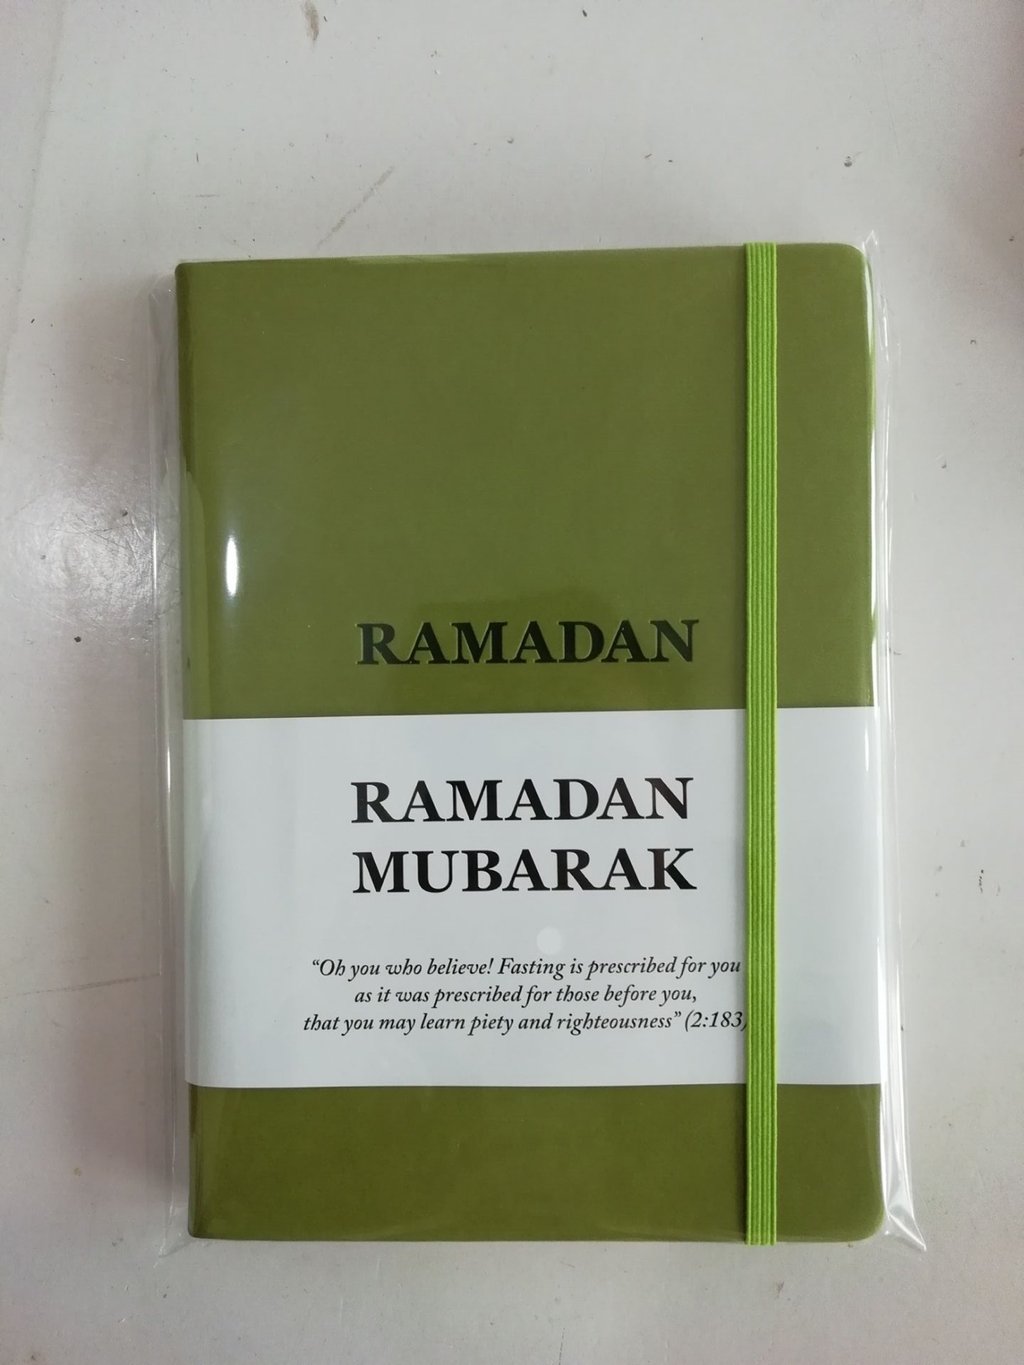 RAMADAN
RAMADAN
MUBARAK
“Oh you who believe! Fasting is prescribed for you
as it was prescribed for those before you,
that you may learn piety and righteousness” (2:183)